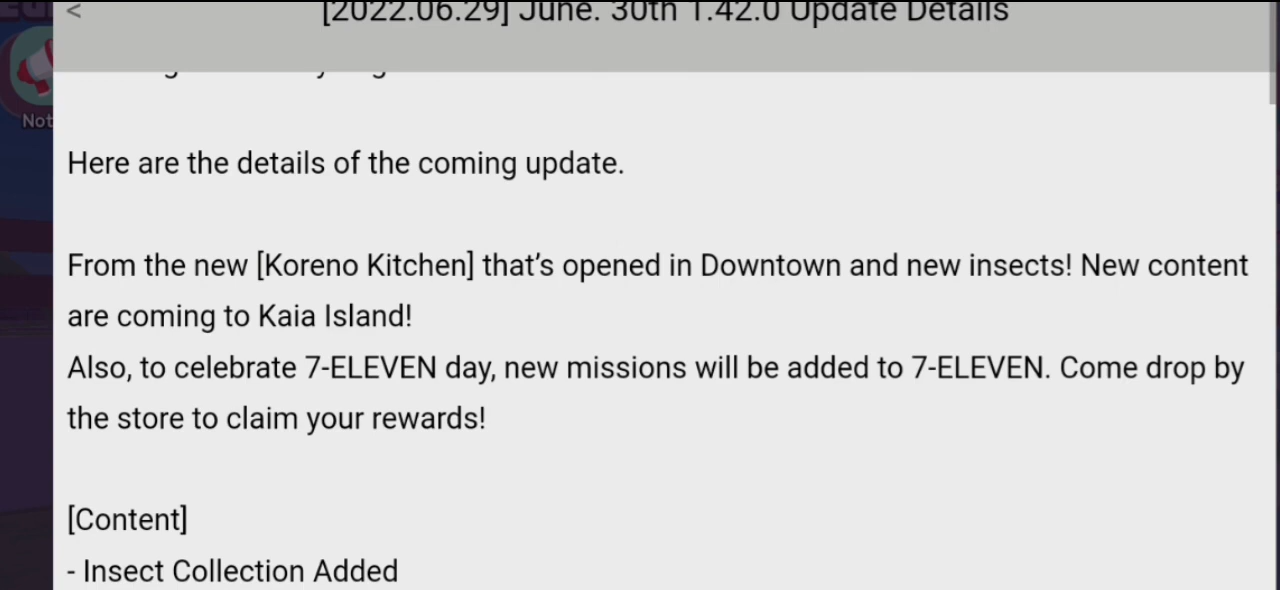 <
[2022.06.29] June. 30th 1.42.0 Update Details
Not
Here are the details of the coming update.
From the new [Koreno Kitchen] that’s opened in Downtown and new insects! New content
are coming to Kaia Island!
Also, to celebrate 7-ELEVEN day, new missions will be added to 7-ELEVEN. Come drop by
the store to claim your rewards!
[Content]
- Insect Collection Added